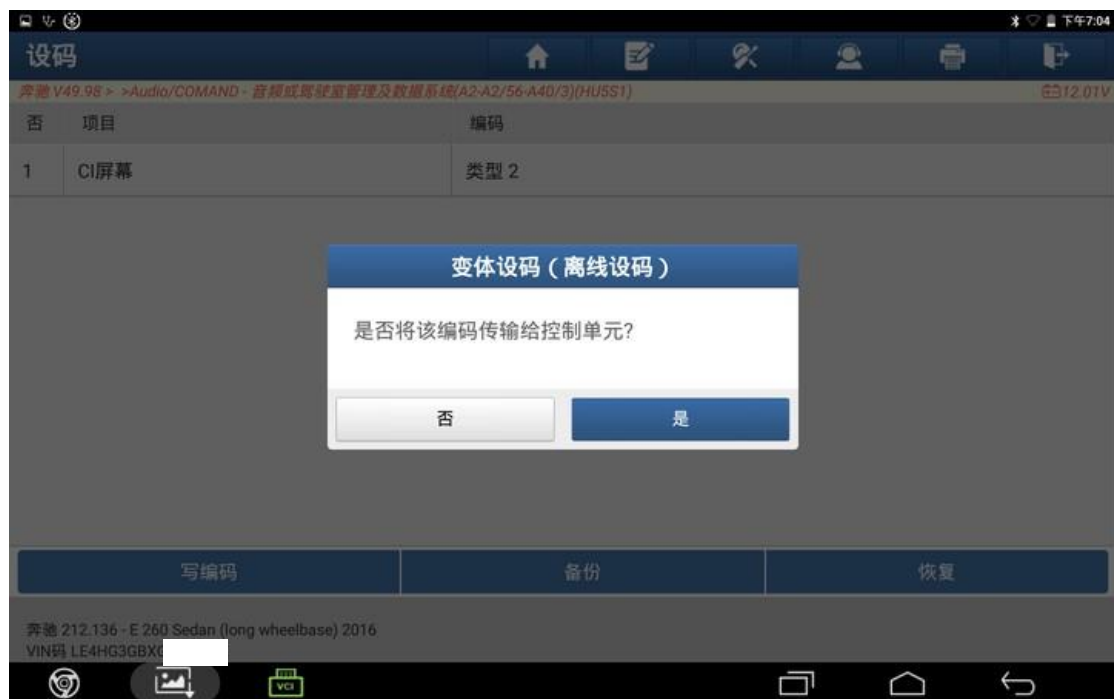 下午7:04
设码
奔驰 V49.98 > >Audio/COMAND - 音频或驾驶室管理及数据系统(A2-A2/56-A40/3)(HU5S1) 12.01V
否 项目 编码
1 CI屏幕 类型 2
变体设码 ( 离线设码 )
是否将该编码传输给控制单元?
否 是
写编码 备份 恢复
奔驰 212.136 - E 260 Sedan (long wheelbase) 2016
VIN码 LE4HG3GBX
VCI